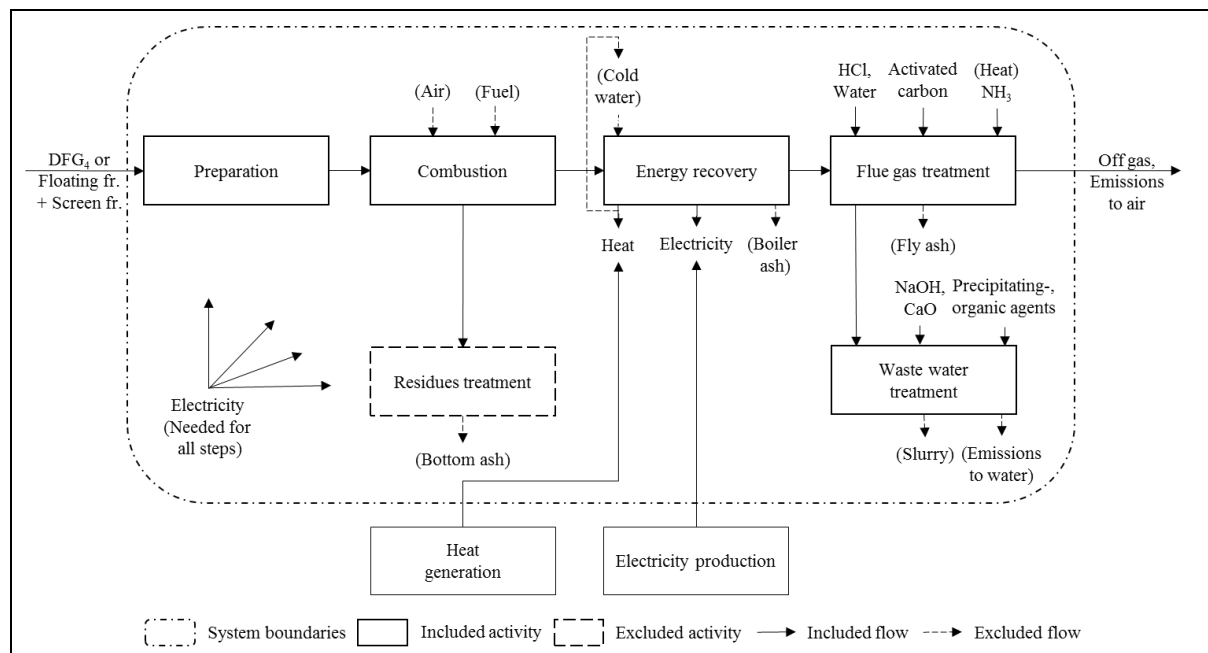 (Air)
(Fuel)
(Cold
water)
HCl,
Water
Activated
carbon
(Heat)
NH₃
DFG₄ or
Floating fr.
+ Screen fr.
Preparation
Combustion
Energy recovery
Flue gas treatment
Off gas,
Emissions
to air
Heat
Electricity
(Boiler
ash)
(Fly ash)
NaOH,
CaO
Precipitating-,
organic agents
Electricity
(Needed for
all steps)
Residues treatment
Waste water
treatment
(Bottom ash)
(Slurry)
(Emissions
to water)
Heat
generation
Electricity production
System boundaries
Included activity
Excluded activity
Included flow
Excluded flow